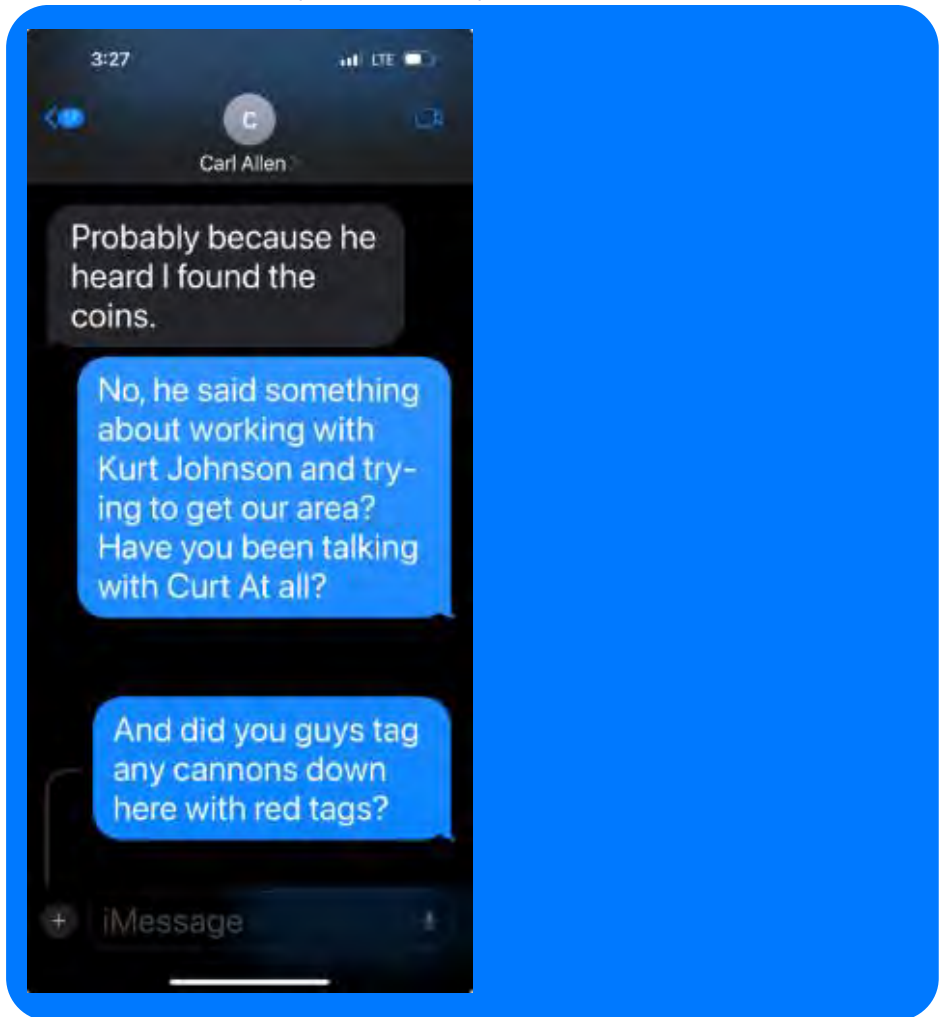 3:27
LTE
C
Carl Allen
Probably because he
heard I found the
coins.
No, he said something
about working with
Kurt Johnson and try-
ing to get our area?
Have you been talking
with Curt At all?
And did you guys tag
any cannons down
here with red tags?
iMessage